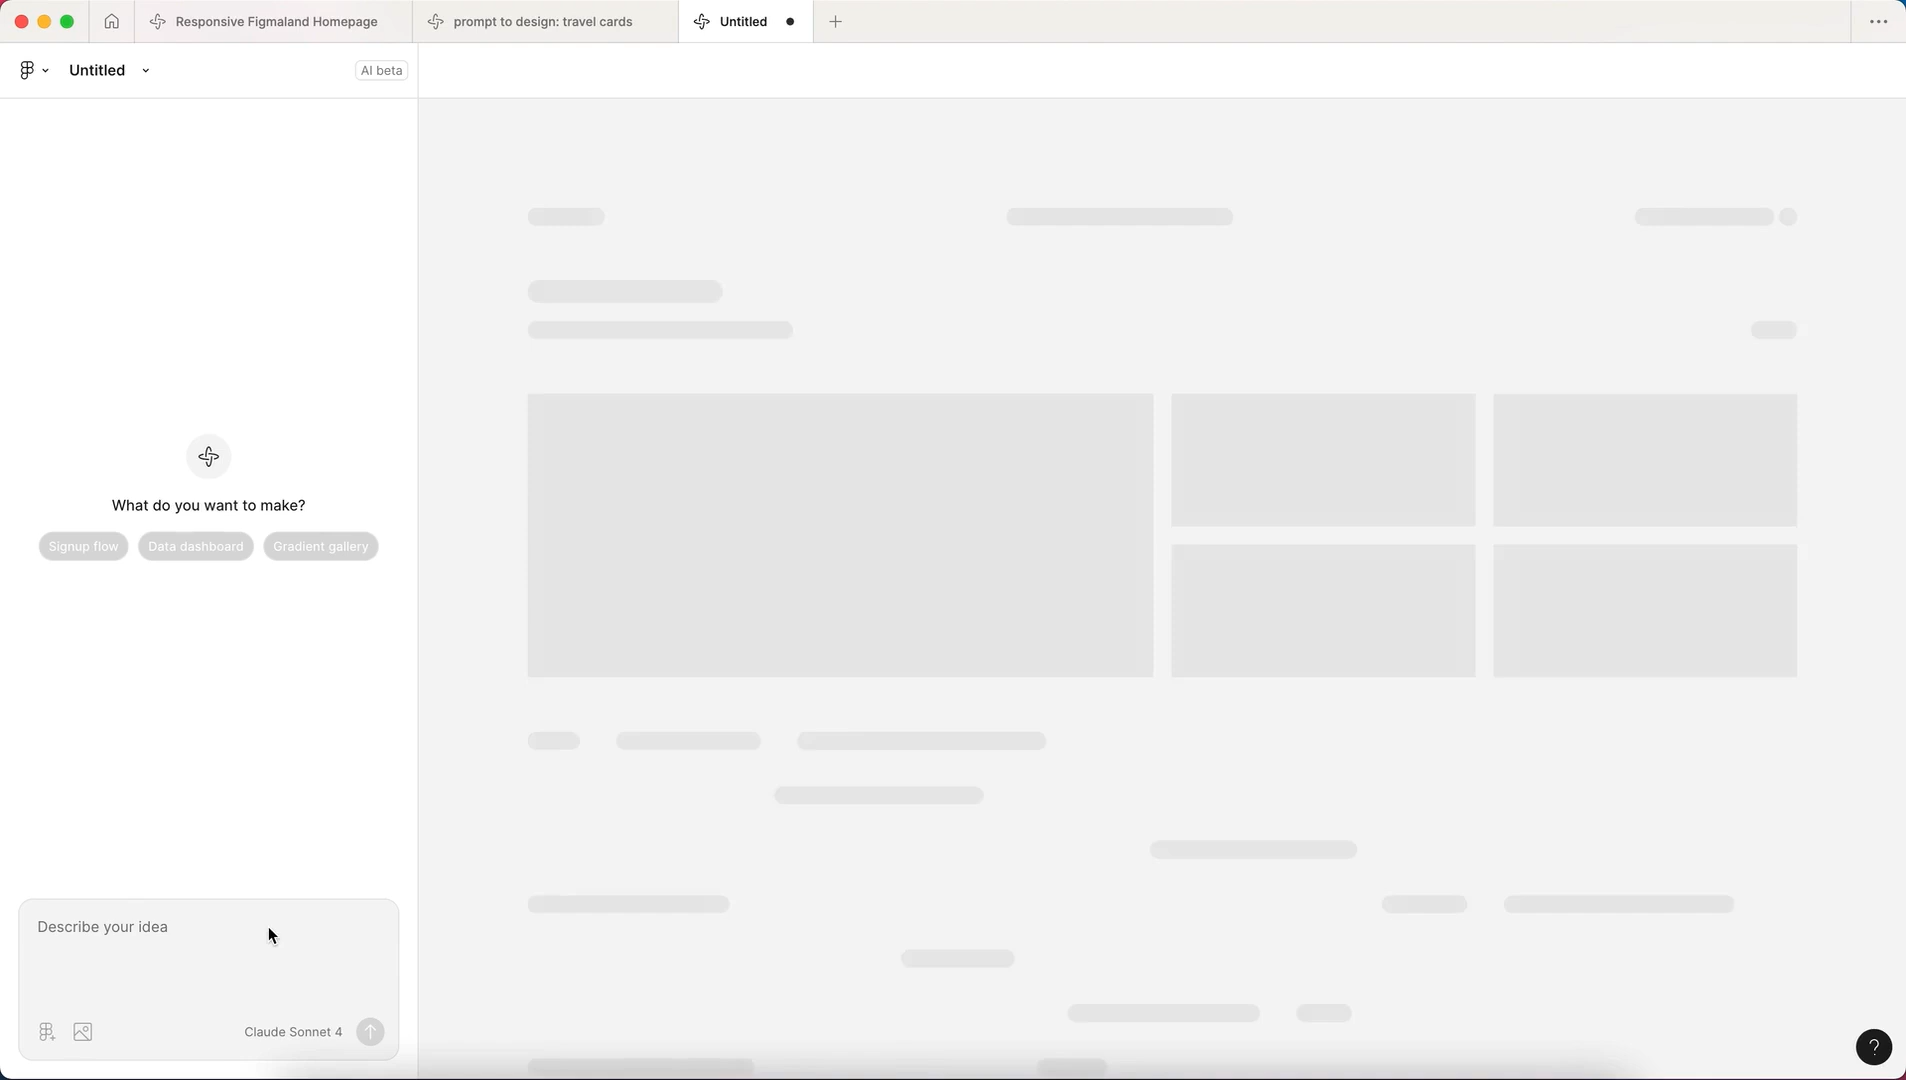 Responsive Figmaland Homepage
prompt to design: travel cards
Untitled
Untitled
AI beta
What do you want to make?
Signup flow
Data dashboard
Gradient gallery
Describe your idea
Claude Sonnet 4
?